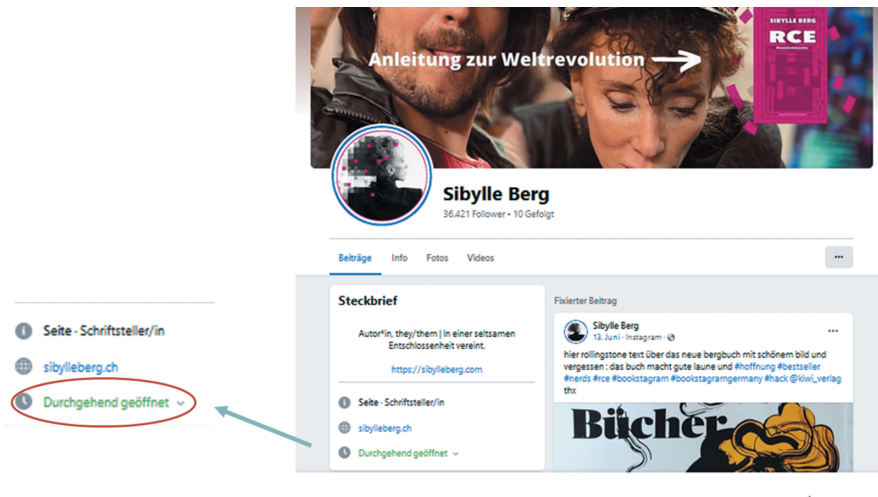 Anleitung zur Weltrevolution
SIBYLLE BERG
RCE
Sibylle Berg
36.421 Follower • 10 Gefolgt
Beiträge Info Fotos Videos
Steckbrief
Autor*in, they/them | In einer seltsamen
Entschlossenheit vereint.
https://sibylleberg.com
Seite · Schriftsteller/in
sibylleberg.ch
Durchgehend geöffnet
Fixierter Beitrag
Sibylle Berg
13. Juni · Instagram ·
hier rollingstone text über das neue bergbuch mit schönem bild und
vergessen : das buch macht gute laune und #hoffnung #bestseller
#nerds #rce #bookstagram #bookstagramgermany #hack @kiwi_verlag
thx
Bücher
Seite · Schriftsteller/in
sibylleberg.ch
Durchgehend geöffnet